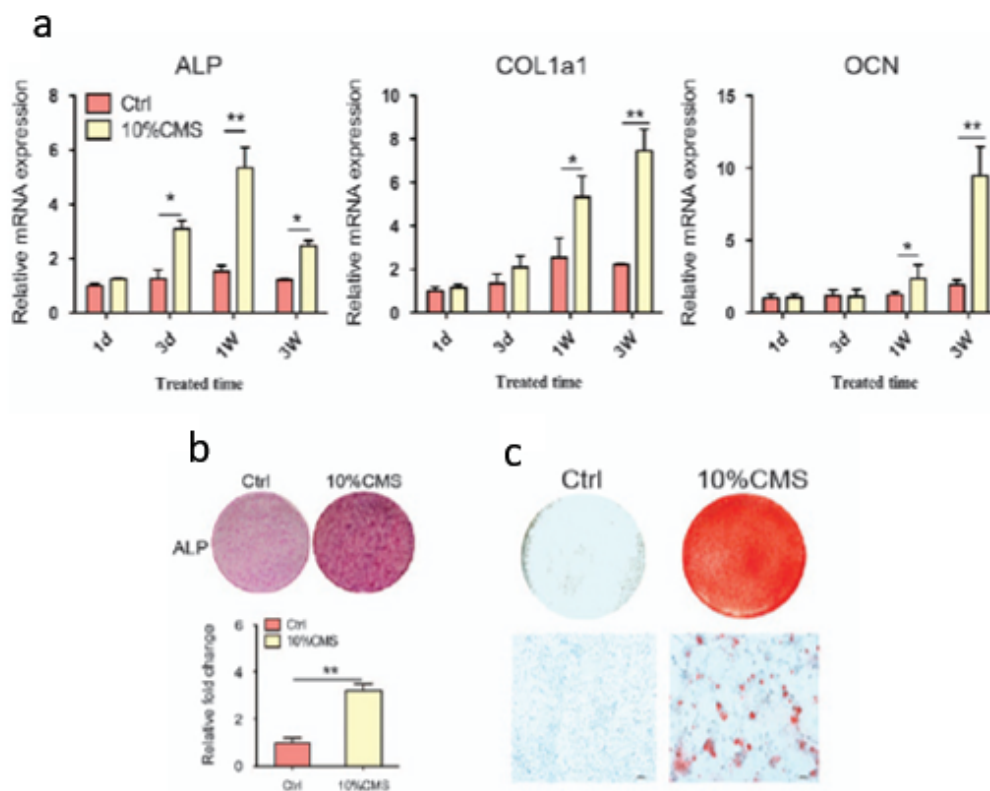 a
ALP
COL1a1
OCN
Relative mRNA expression
8
6
4
2
0
Ctrl
10%CMS
*
**
*
1d
3d
1W
3W
Treated time
Relative mRNA expression
10
8
6
4
2
0
*
**
1d
3d
1W
3W
Treated time
Relative mRNA expression
15
10
5
0
*
**
1d
3d
1W
3W
Treated time
b
Ctrl
10%CMS
ALP
Relative fold change
6
4
2
0
Ctrl
10%CMS
**
Ctrl
10%CMS
c
Ctrl
10%CMS